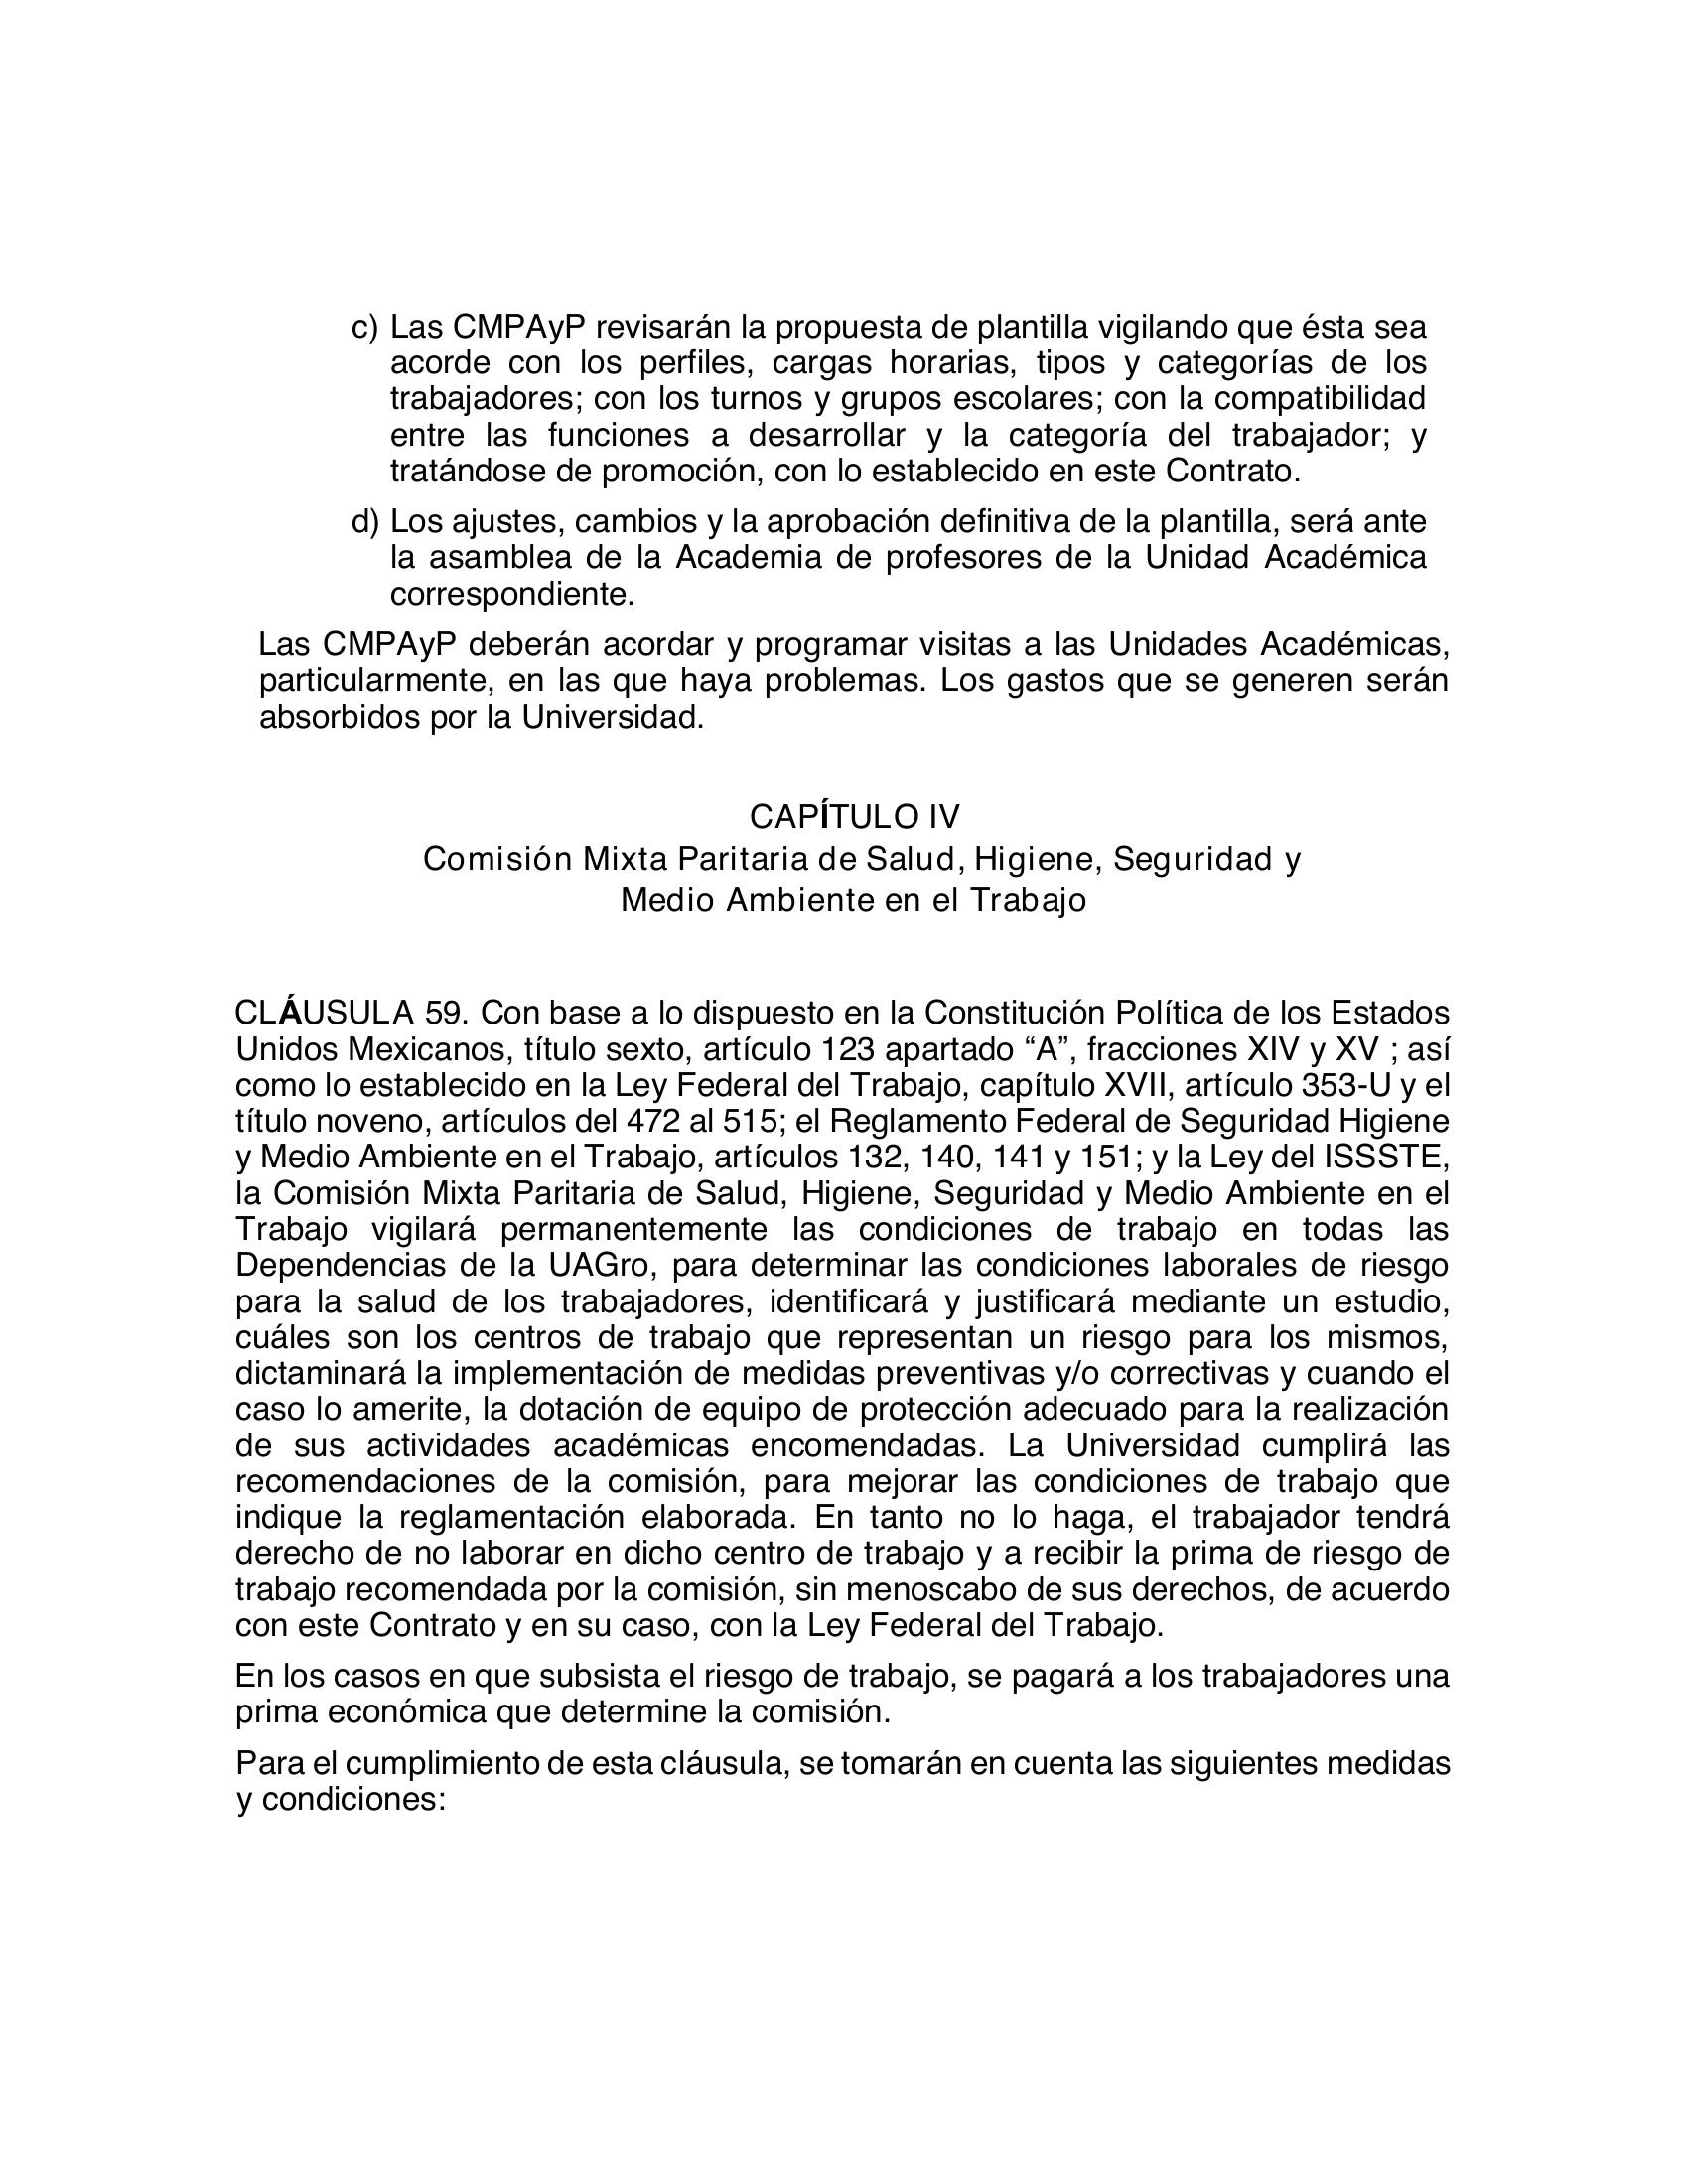 c) Las CMPAyP revisarán la propuesta de plantilla vigilando que ésta sea
acorde con los perfiles, cargas horarias, tipos y categorías de los
trabajadores; con los turnos y grupos escolares; con la compatibilidad
entre las funciones a desarrollar y la categoría del trabajador; y
tratándose de promoción, con lo establecido en este Contrato.
d) Los ajustes, cambios y la aprobación definitiva de la plantilla, será ante
la asamblea de la Academia de profesores de la Unidad Académica
correspondiente.
Las CMPAyP deberán acordar y programar visitas a las Unidades Académicas,
particularmente, en las que haya problemas. Los gastos que se generen serán
absorbidos por la Universidad.
CAPÍTULO IV
Comisión Mixta Paritaria de Salud, Higiene, Seguridad y
Medio Ambiente en el Trabajo
CLÁUSULA 59. Con base a lo dispuesto en la Constitución Política de los Estados
Unidos Mexicanos, título sexto, artículo 123 apartado “A”, fracciones XIV y XV ; así
como lo establecido en la Ley Federal del Trabajo, capítulo XVII, artículo 353-U y el
título noveno, artículos del 472 al 515; el Reglamento Federal de Seguridad Higiene
y Medio Ambiente en el Trabajo, artículos 132, 140, 141 y 151; y la Ley del ISSSTE,
la Comisión Mixta Paritaria de Salud, Higiene, Seguridad y Medio Ambiente en el
Trabajo vigilará permanentemente las condiciones de trabajo en todas las
Dependencias de la UAGro, para determinar las condiciones laborales de riesgo
para la salud de los trabajadores, identificará y justificará mediante un estudio,
cuáles son los centros de trabajo que representan un riesgo para los mismos,
dictaminará la implementación de medidas preventivas y/o correctivas y cuando el
caso lo amerite, la dotación de equipo de protección adecuado para la realización
de sus actividades académicas encomendadas. La Universidad cumplirá las
recomendaciones de la comisión, para mejorar las condiciones de trabajo que
indique la reglamentación elaborada. En tanto no lo haga, el trabajador tendrá
derecho de no laborar en dicho centro de trabajo y a recibir la prima de riesgo de
trabajo recomendada por la comisión, sin menoscabo de sus derechos, de acuerdo
con este Contrato y en su caso, con la Ley Federal del Trabajo.
En los casos en que subsista el riesgo de trabajo, se pagará a los trabajadores una
prima económica que determine la comisión.
Para el cumplimiento de esta cláusula, se tomarán en cuenta las siguientes medidas
y condiciones: